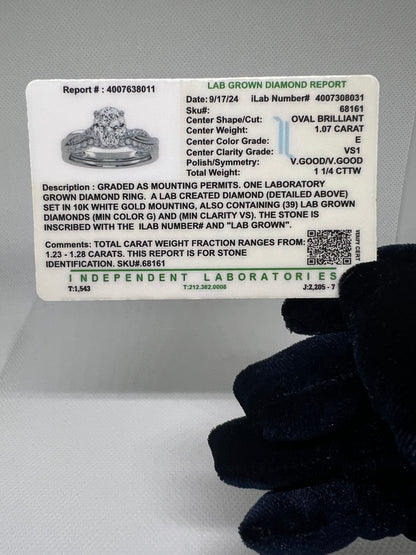 Report # : 4007638011
LAB GROWN DIAMOND REPORT
Date: 9/17/24 iLab Number# 4007308031
Sku#: 68161
Center Shape/Cut: OVAL BRILLIANT
Center Weight: 1.07 CARAT
Center Color Grade: E
Center Clarity Grade: VS1
Polish/Symmetry: V.GOOD/V.GOOD
Total Weight: 1 1/4 CTTW
Description : GRADED AS MOUNTING PERMITS. ONE LABORATORY
GROWN DIAMOND RING. A LAB CREATED DIAMOND (DETAILED ABOVE)
SET IN 10K WHITE GOLD MOUNTING, ALSO CONTAINING (39) LAB GROWN
DIAMONDS (MIN COLOR G) AND (MIN CLARITY VS). THE STONE IS
INSCRIBED WITH THE ILAB NUMBER# AND "LAB GROWN".
Comments: TOTAL CARAT WEIGHT FRACTION RANGES FROM:
1.23 - 1.28 CARATS. THIS REPORT IS FOR STONE
IDENTIFICATION. SKU#.68161
VERIFY CERT
INDEPENDENT LABORATORIES
T:1,543 T:212.382.0008 J:2,285 - 7